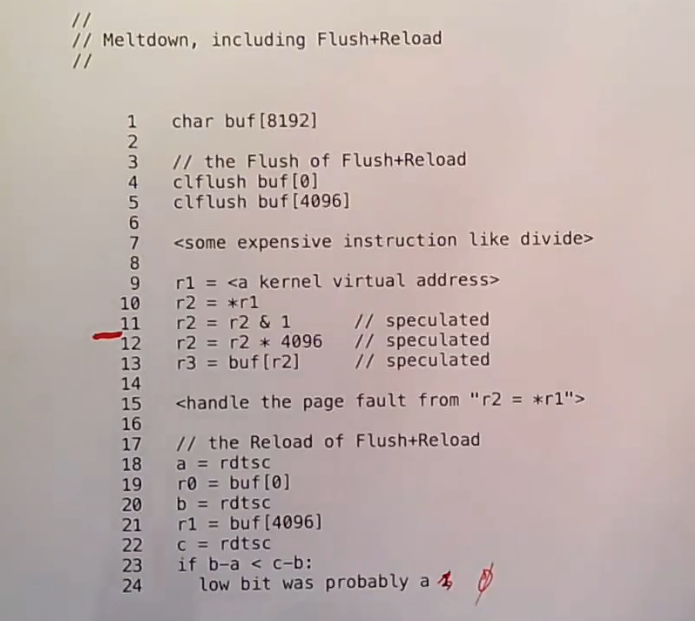 //
// Meltdown, including Flush+Reload
//
1 char buf[8192]
2
3 // the Flush of Flush+Reload
4 clflush buf[0]
5 clflush buf[4096]
6
7 <some expensive instruction like divide>
8
9 r1 = <a kernel virtual address>
10 r2 = *r1
11 r2 = r2 & 1 // speculated
12 r2 = r2 * 4096 // speculated
13 r3 = buf[r2] // speculated
14
15 <handle the page fault from "r2 = *r1">
16
17 // the Reload of Flush+Reload
18 a = rdtsc
19 r0 = buf[0]
20 b = rdtsc
21 r1 = buf[4096]
22 c = rdtsc
23 if b-a < c-b:
24 low bit was probably a 1 0